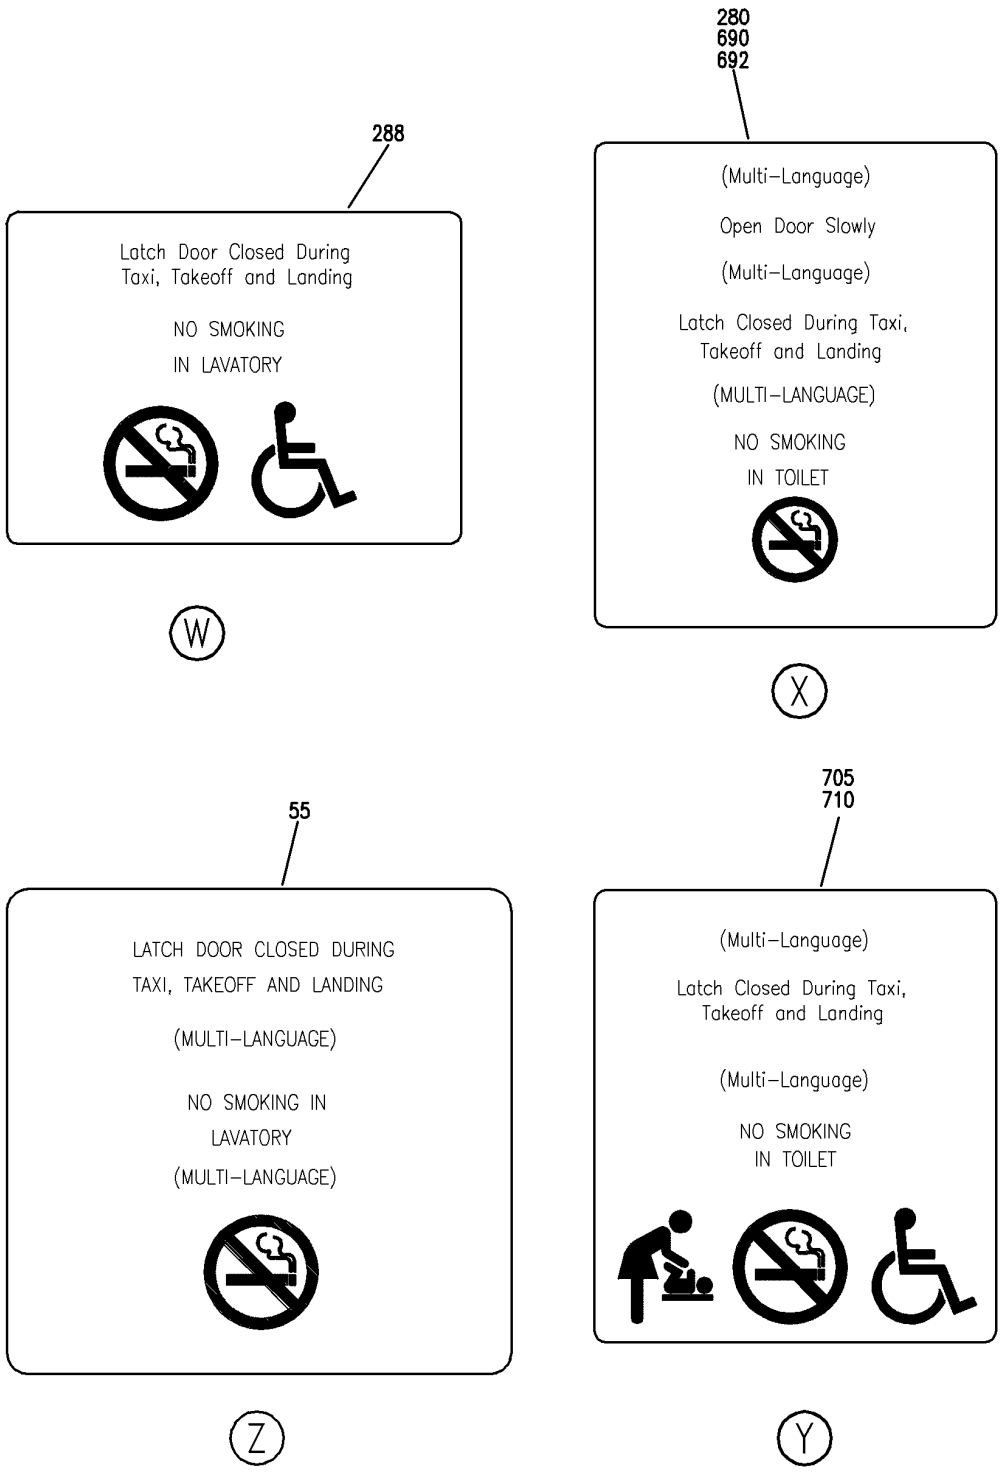 288
Latch Door Closed During
Taxi, Takeoff and Landing
NO SMOKING
IN LAVATORY
W
280
690
692
(Multi-Language)
Open Door Slowly
(Multi-Language)
Latch Closed During Taxi,
Takeoff and Landing
(MULTI-LANGUAGE)
NO SMOKING
IN TOILET
X
55
LATCH DOOR CLOSED DURING
TAXI, TAKEOFF AND LANDING
(MULTI-LANGUAGE)
NO SMOKING IN
LAVATORY
(MULTI-LANGUAGE)
Z
705
710
(Multi-Language)
Latch Closed During Taxi,
Takeoff and Landing
(Multi-Language)
NO SMOKING
IN TOILET
Y